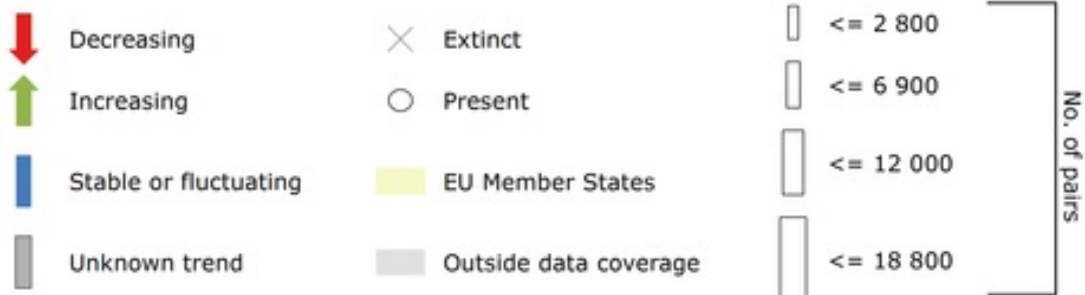 Decreasing
Increasing
Stable or fluctuating
Unknown trend
Extinct
Present
EU Member States
Outside data coverage
<= 2 800
<= 6 900
<= 12 000
<= 18 800
No. of pairs